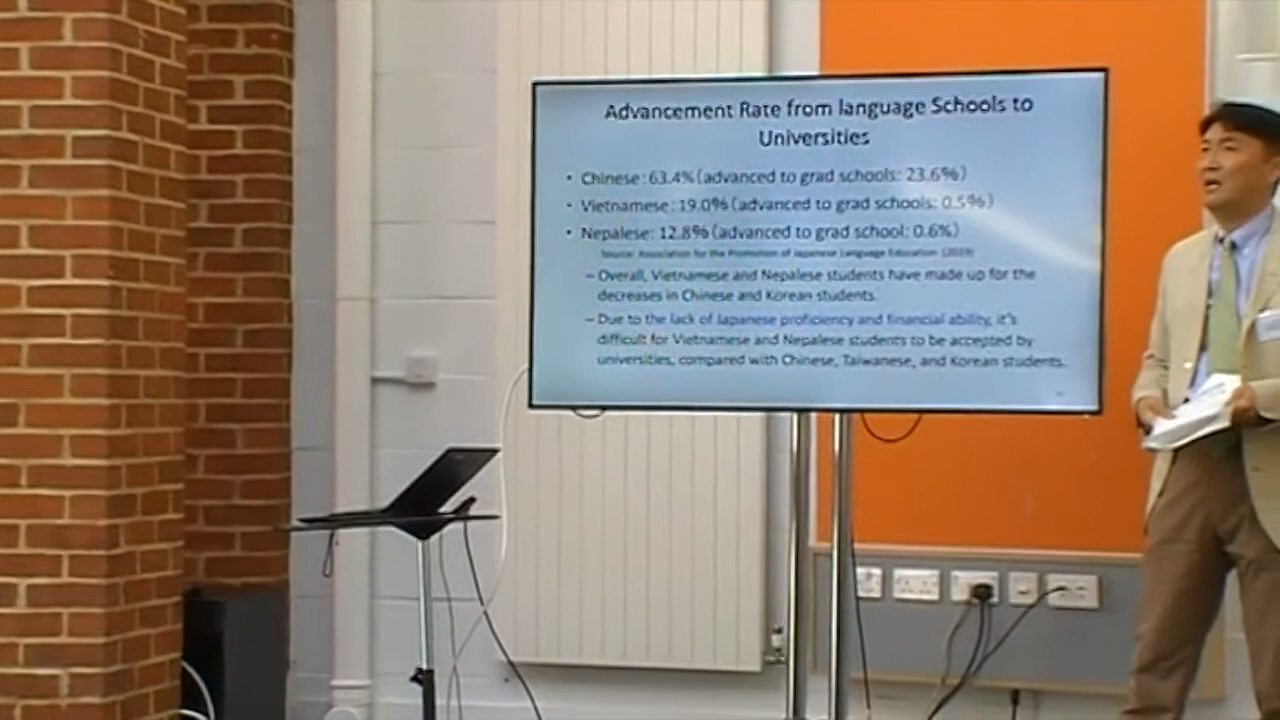 Advancement Rate from language Schools to
Universities
• Chinese: 63.4%(advanced to grad schools: 23.6%)
• Vietnamese: 19.0%(advanced to grad schools: 0.5%)
• Nepalese: 12.8%(advanced to grad school: 0.6%)
Source: Association for the Promotion of Japanese Language Education (2019)
– Overall, Vietnamese and Nepalese students have made up for the
decreases in Chinese and Korean students.
– Due to the lack of Japanese proficiency and financial ability, it's
difficult for Vietnamese and Nepalese students to be accepted by
universities, compared with Chinese, Taiwanese, and Korean students.